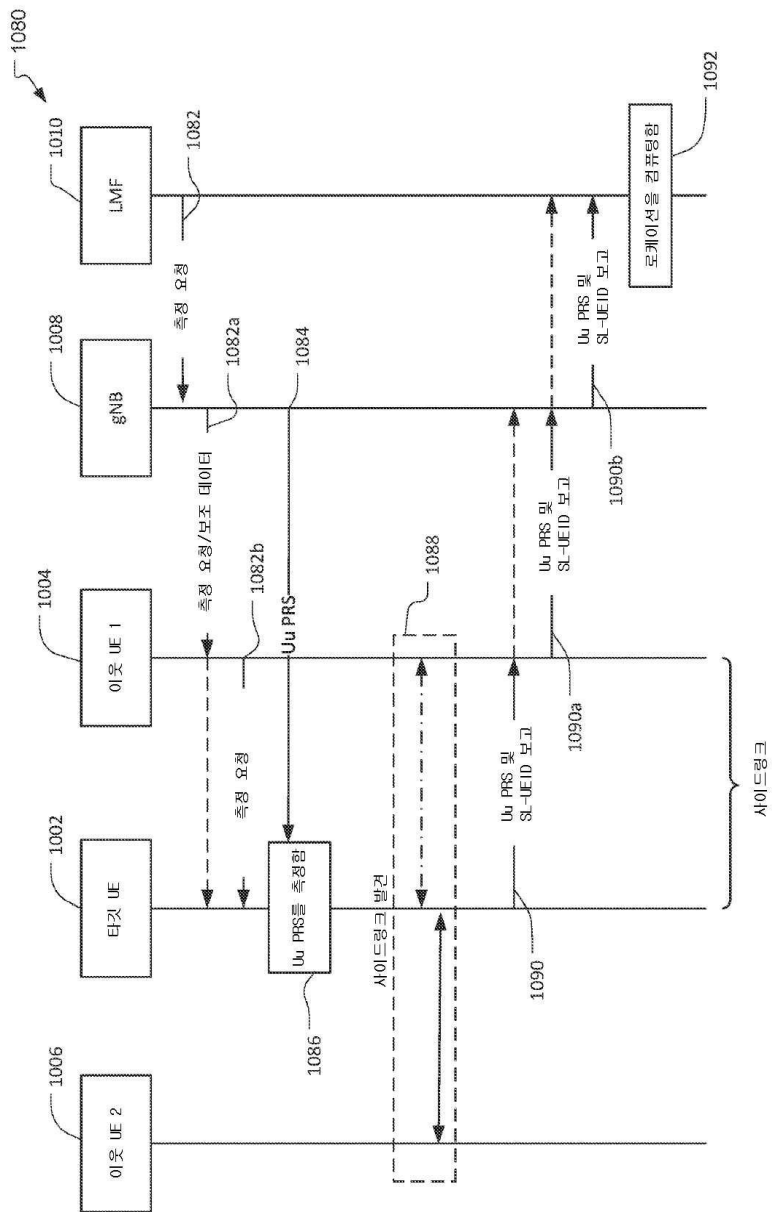 1080
1006
이웃 UE 2
1002
타깃 UE
1004
이웃 UE 1
1008
gNB
1010
LMF
측정 요청
1082
측정 요청/보조 데이터
1082a
측정 요청
1082b
Uu PRS
1084
Uu PRS를 측정함
1086
사이드링크 발견
1088
Uu PRS 및
SL-UEID 보고
1090
Uu PRS 및
SL-UEID 보고
1090a
Uu PRS 및
SL-UEID 보고
1090b
로케이션을 컴퓨팅함
1092
사이드링크